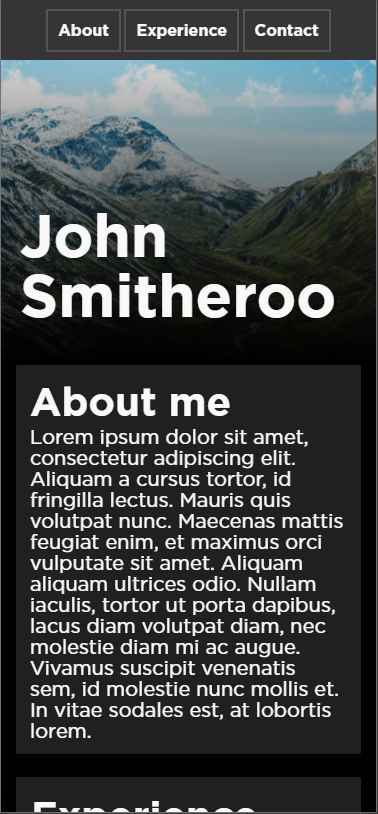 About Experience Contact
John
Smitheroo
About me
Lorem ipsum dolor sit amet,
consectetur adipiscing elit.
Aliquam a cursus tortor, id
fringilla lectus. Mauris quis
volutpat nunc. Maecenas mattis
feugiat enim, et maximus orci
vulputate sit amet. Aliquam
aliquam ultrices odio. Nullam
iaculis, tortor ut porta dapibus,
lacus diam volutpat diam, nec
molestie diam mi ac augue.
Vivamus suscipit venenatis
sem, id molestie nunc mollis et.
In vitae sodales est, at lobortis
lorem.
Experience